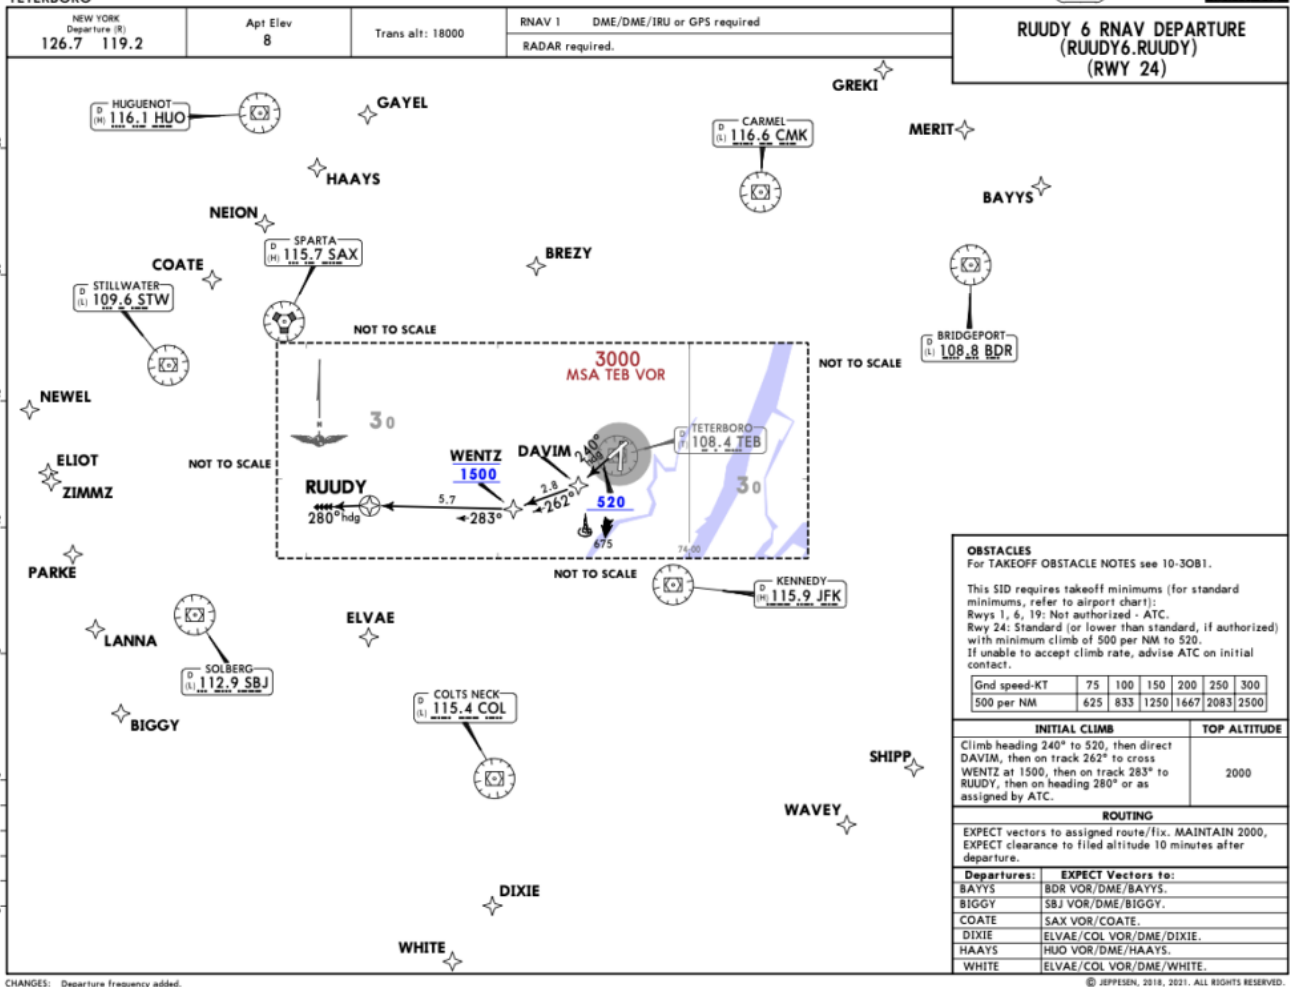 TETERBORO
NEW YORK
Departure (R)
126.7 119.2
Apt Elev
8
Trans alt: 18000
RNAV 1 DME/DME/IRU or GPS required
RADAR required.
RUUDY 6 RNAV DEPARTURE
(RUUDY6.RUUDY)
(RWY 24)
GREKI
HUGUENOT
D
(H) 116.1 HUO
GAYEL
CARMEL
D
(L) 116.6 CMK
MERIT
HAAYS
BAYYS
NEION
SPARTA
D
(H) 115.7 SAX
BREZY
COATE
STILLWATER
D
(L) 109.6 STW
NOT TO SCALE
BRIDGEPORT
D
(L) 108.8 BDR
3000
MSA TEB VOR
NOT TO SCALE
NEWEL
30
N
TETERBORO
D
(T) 108.4 TEB
WENTZ
1500
DAVIM
240°
hdg
ELIOT
ZIMMZ
NOT TO SCALE
RUUDY
280°hdg
5.7
283°
2.8
262°
520
30
675
74-00
NOT TO SCALE
PARKE
KENNEDY
D
(H) 115.9 JFK
LANNA
ELVAE
SOLBERG
D
(L) 112.9 SBJ
COLTS NECK
D
(L) 115.4 COL
BIGGY
SHIPP
WAVEY
DIXIE
WHITE
OBSTACLES
For TAKEOFF OBSTACLE NOTES see 10-3OB1.
This SID requires takeoff minimums (for standard
minimums, refer to airport chart):
Rwys 1, 6, 19: Not authorized - ATC.
Rwy 24: Standard (or lower than standard, if authorized)
with minimum climb of 500 per NM to 520.
If unable to accept climb rate, advise ATC on initial
contact.
Gnd speed-KT 75 100 150 200 250 300
500 per NM 625 833 1250 1667 2083 2500
INITIAL CLIMB TOP ALTITUDE
Climb heading 240° to 520, then direct
DAVIM, then on track 262° to cross
WENTZ at 1500, then on track 283° to
RUUDY, then on heading 280° or as
assigned by ATC.
2000
ROUTING
EXPECT vectors to assigned route/fix. MAINTAIN 2000,
EXPECT clearance to filed altitude 10 minutes after
departure.
Departures: EXPECT Vectors to:
BAYYS BDR VOR/DME/BAYYS.
BIGGY SBJ VOR/DME/BIGGY.
COATE SAX VOR/COATE.
DIXIE ELVAE/COL VOR/DME/DIXIE.
HAAYS HUO VOR/DME/HAAYS.
WHITE ELVAE/COL VOR/DME/WHITE.
CHANGES: Departure frequency added.
© JEPPESEN, 2018, 2021. ALL RIGHTS RESERVED.